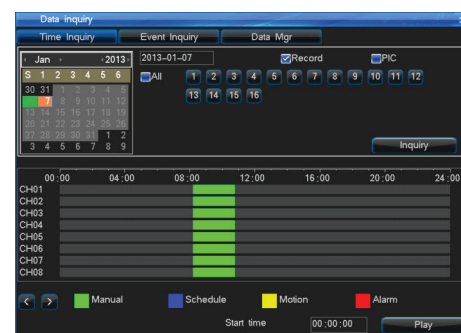 Data inquiry
Time Inquiry Event Inquiry Data Mgr
‹ Jan › ‹ 2013 › 2013-01-07 Record PIC
S 1 2 3 4 5 6 All 1 2 3 4 5 6 7 8 9 10 11 12
30 31 1 2 3 4 5 13 14 15 16
7 8 9 10 11 12
13 14 15 16 17 18 19
20 21 22 23 24 25 26
27 28 29 30 31 1 2
3 4 5 6 7 8 9 Inquiry
00:00 04:00 08:00 12:00 16:00 20:00 24:00
CH01
CH02
CH03
CH04
CH05
CH06
CH07
CH08
< > Manual Schedule Motion Alarm
Start time 00:00:00 Play